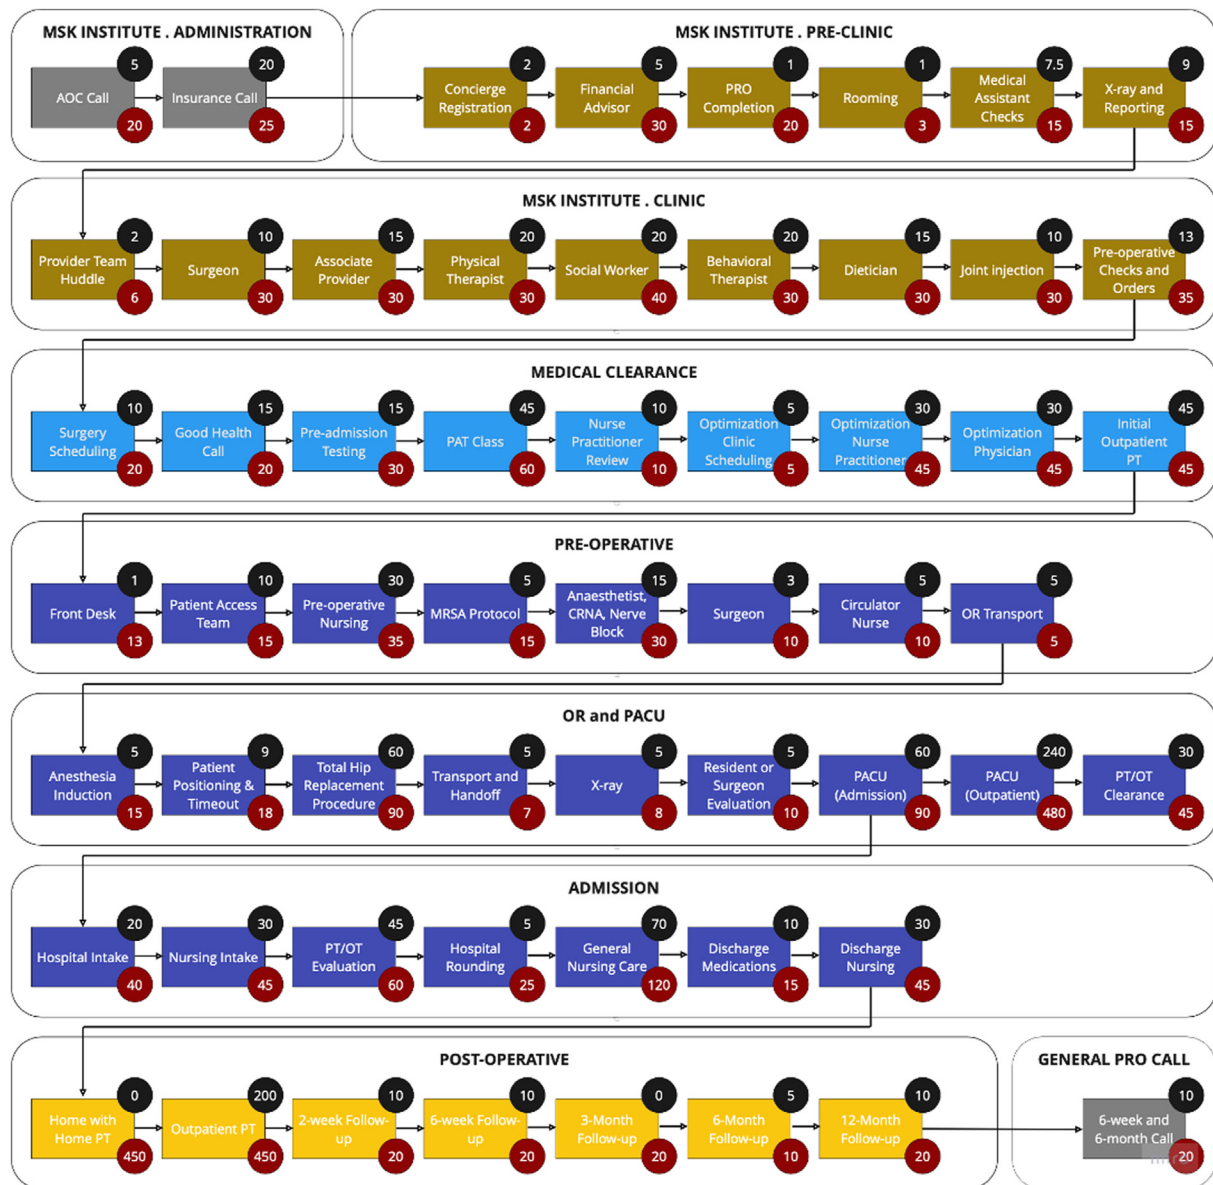 MSK INSTITUTE . ADMINISTRATION
5
20
AOC Call
Insurance Call
20
25
MSK INSTITUTE . PRE-CLINIC
2
5
1
1
7.5
9
Concierge
Registration
Financial
Advisor
PRO
Completion
Rooming
Medical
Assistant
Checks
X-ray and
Reporting
2
30
20
3
15
15
MSK INSTITUTE . CLINIC
2
10
15
20
20
20
15
10
13
Provider Team
Huddle
Surgeon
Associate
Provider
Physical
Therapist
Social Worker
Behavioral
Therapist
Dietician
Joint injection
Pre-operative
Checks and
Orders
6
30
30
30
40
30
30
30
35
MEDICAL CLEARANCE
10
15
15
45
10
5
30
30
45
Surgery
Scheduling
Good Health
Call
Pre-admission
Testing
PAT Class
Nurse
Practitioner
Review
Optimization
Clinic
Scheduling
Optimization
Nurse
Practitioner
Optimization
Physician
Initial
Outpatient
PT
20
20
30
60
10
5
45
45
45
PRE-OPERATIVE
1
10
30
5
15
3
5
5
Front Desk
Patient Access
Team
Pre-operative
Nursing
MRSA Protocol
Anaesthetist,
CRNA, Nerve
Block
Surgeon
Circulator
Nurse
OR Transport
13
15
35
15
30
10
10
5
OR and PACU
5
9
60
5
5
5
60
240
30
Anesthesia
Induction
Patient
Positioning &
Timeout
Total Hip
Replacement
Procedure
Transport and
Handoff
X-ray
Resident or
Surgeon
Evaluation
PACU
(Admission)
PACU
(Outpatient)
PT/OT
Clearance
15
18
90
7
8
10
90
480
45
ADMISSION
20
30
45
5
70
10
30
Hospital Intake
Nursing Intake
PT/OT
Evaluation
Hospital
Rounding
General
Nursing Care
Discharge
Medications
Discharge
Nursing
40
45
60
25
120
15
45
POST-OPERATIVE
0
200
10
10
0
5
10
Home with
Home PT
Outpatient PT
2-week Follow-
up
6-week Follow-
up
3-Month
Follow-up
6-Month
Follow-up
12-Month
Follow-up
450
450
20
20
20
10
20
GENERAL PRO CALL
10
6-week and
6-month Call
20